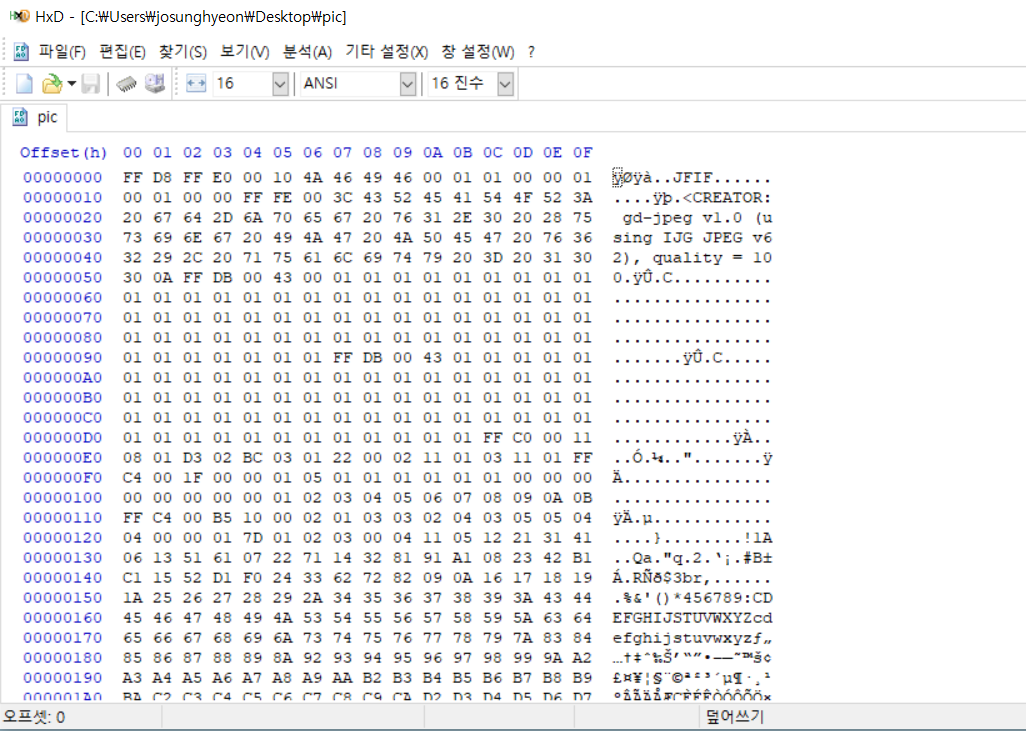 HxD - [C:₩Users₩josunghyeon₩Desktop₩pic]
파일(F) 편집(E) 찾기(S) 보기(V) 분석(A) 기타 설정(X) 창 설정(W) ?
16 ANSI 16 진수
pic
Offset(h) 00 01 02 03 04 05 06 07 08 09 0A 0B 0C 0D 0E 0F
00000000 FF D8 FF E0 00 10 4A 46 49 46 00 01 01 00 00 01 ÿØÿà..JFIF......
00000010 00 01 00 00 FF FE 00 3C 43 52 45 41 54 4F 52 3A ....ÿþ.<CREATOR:
00000020 20 67 64 2D 6A 70 65 67 20 76 31 2E 30 20 28 75 gd-jpeg v1.0 (u
00000030 73 69 6E 67 20 49 4A 47 20 4A 50 45 47 20 76 36 sing IJG JPEG v6
00000040 32 29 2C 20 71 75 61 6C 69 74 79 20 3D 20 31 30 2), quality = 10
00000050 30 0A FF DB 00 43 00 01 01 01 01 01 01 01 01 01 0.ÿÛ.C..........
00000060 01 01 01 01 01 01 01 01 01 01 01 01 01 01 01 01 ................
00000070 01 01 01 01 01 01 01 01 01 01 01 01 01 01 01 01 ................
00000080 01 01 01 01 01 01 01 01 01 01 01 01 01 01 01 01 ................
00000090 01 01 01 01 01 01 01 FF DB 00 43 01 01 01 01 01 .......ÿÛ.C.....
000000A0 01 01 01 01 01 01 01 01 01 01 01 01 01 01 01 01 ................
000000B0 01 01 01 01 01 01 01 01 01 01 01 01 01 01 01 01 ................
000000C0 01 01 01 01 01 01 01 01 01 01 01 01 01 01 01 01 ................
000000D0 01 01 01 01 01 01 01 01 01 01 01 01 FF C0 00 11 ............ÿÀ..
000000E0 08 01 D3 02 BC 03 01 22 00 02 11 01 03 11 01 FF ..Ó.¼..".......ÿ
000000F0 C4 00 1F 00 00 01 05 01 01 01 01 01 01 00 00 00 Ä...............
00000100 00 00 00 00 00 01 02 03 04 05 06 07 08 09 0A 0B ................
00000110 FF C4 00 B5 10 00 02 01 03 03 02 04 03 05 05 04 ÿÄ.µ............
00000120 04 00 00 01 7D 01 02 03 00 04 11 05 12 21 31 41 ....}........!1A
00000130 06 13 51 61 07 22 71 14 32 81 91 A1 08 23 42 B1 ..Qa."q.2.‘¡.#B±
00000140 C1 15 52 D1 F0 24 33 62 72 82 09 0A 16 17 18 19 Á.RÑð$3br‚......
00000150 1A 25 26 27 28 29 2A 34 35 36 37 38 39 3A 43 44 .%&'()*456789:CD
00000160 45 46 47 48 49 4A 53 54 55 56 57 58 59 5A 63 64 EFGHIJSTUVWXYZcd
00000170 65 66 67 68 69 6A 73 74 75 76 77 78 79 7A 83 84 efghijstuvwxyzƒ„
00000180 85 86 87 88 89 8A 92 93 94 95 96 97 98 99 9A A2 …†‡ˆ‰Š’“”•–—˜™š¢
00000190 A3 A4 A5 A6 A7 A8 A9 AA B2 B3 B4 B5 B6 B7 B8 B9 £¤¥¦§¨©ª²³´µ¶·¸¹
000001A0 BA C2 C3 C4 C5 C6 C7 C8 C9 CA D2 D3 D4 D5 D6 D7 ºÂÃÄÅÆÇÈÉÊÒÓÔÕÖ×
오프셋: 0 덮어쓰기